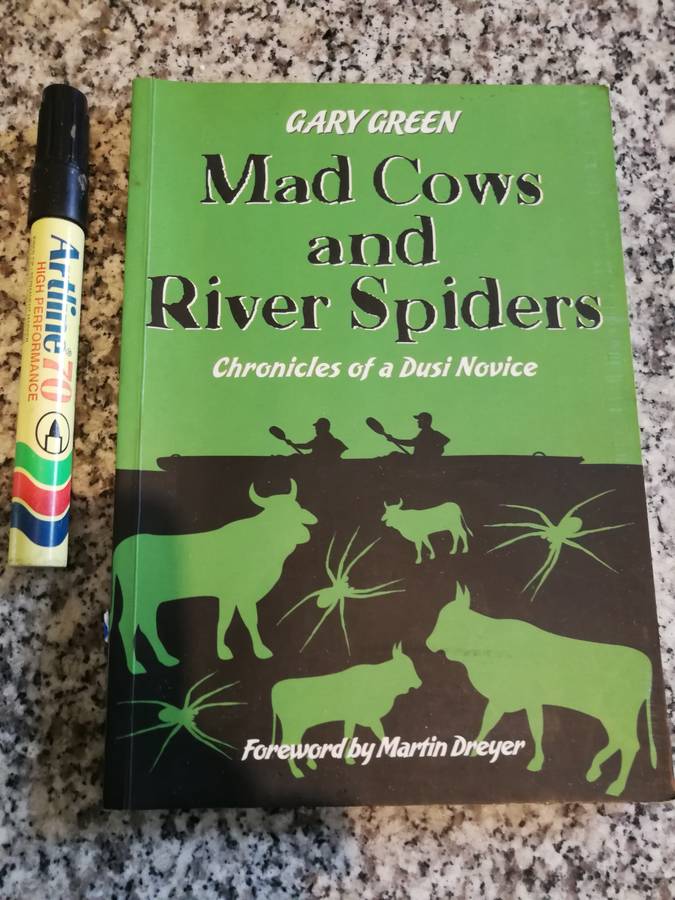 GARY GREEN
Mad Cows
and
River Spiders
Chronicles of a Dusi Novice
Foreword by Martin Dreyer
Artline 70
HIGH PERFORMANCE